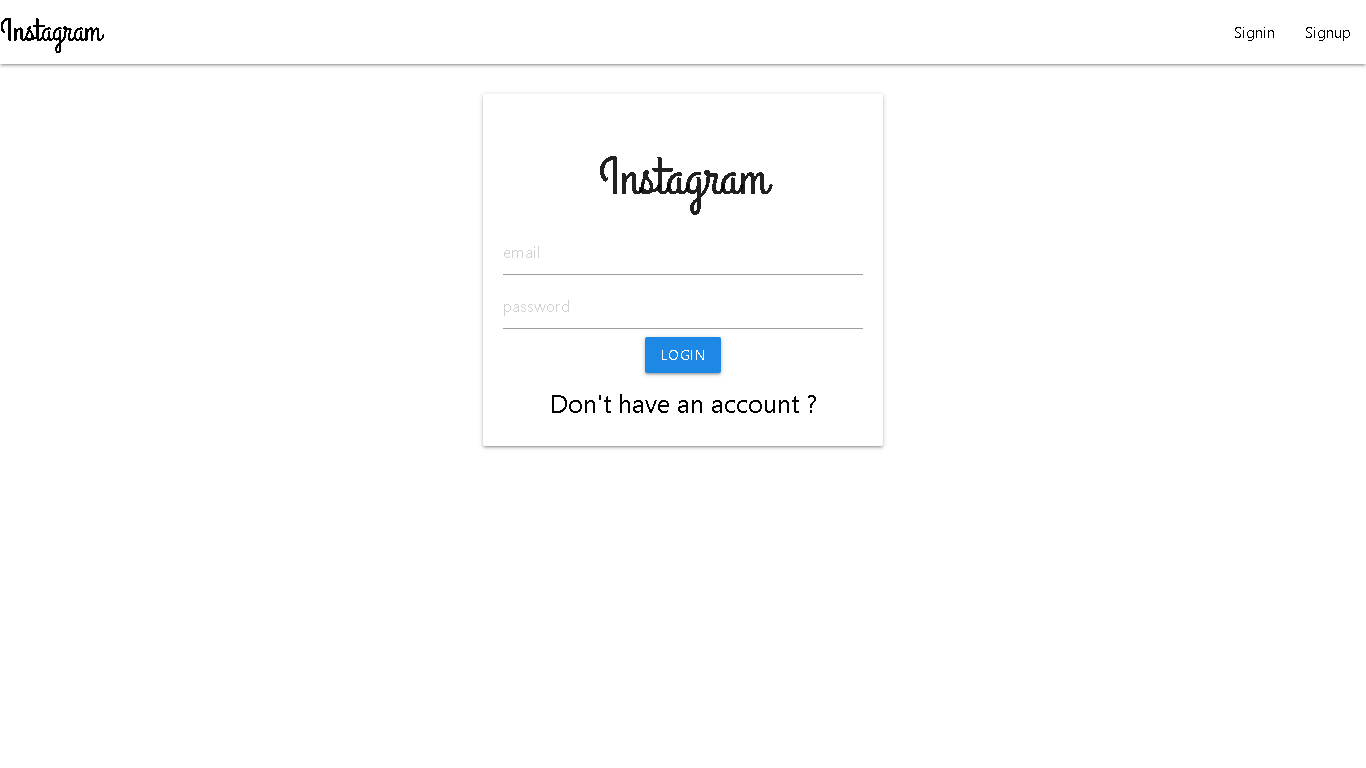 Instagram
Signin Signup
Instagram
email
password
LOGIN
Don't have an account ?